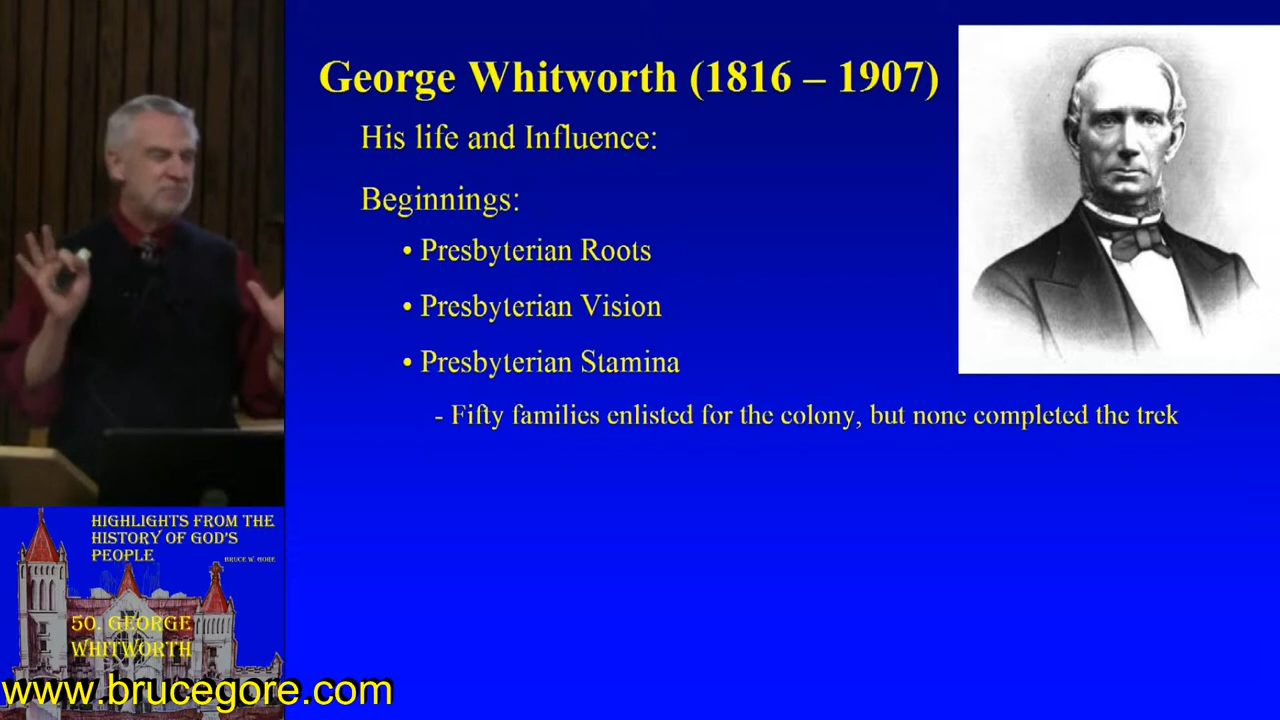 George Whitworth (1816 – 1907)
His life and Influence:
Beginnings:
• Presbyterian Roots
• Presbyterian Vision
• Presbyterian Stamina
- Fifty families enlisted for the colony, but none completed the trek
HIGHLIGHTS FROM THE
HISTORY OF GOD'S
PEOPLE
BRUCE W. GORE
50. GEORGE
WHITWORTH
www.brucegore.com